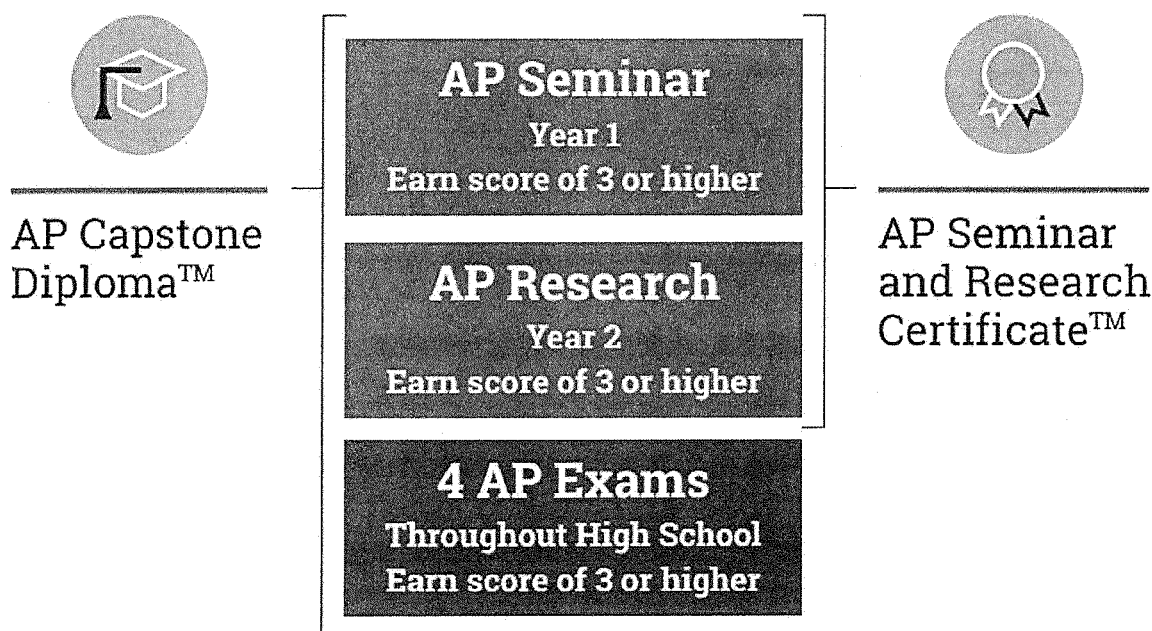 AP Capstone
Diploma™
AP Seminar
Year 1
Earn score of 3 or higher
AP Research
Year 2
Earn score of 3 or higher
4 AP Exams
Throughout High School
Earn score of 3 or higher
AP Seminar
and Research
Certificate™